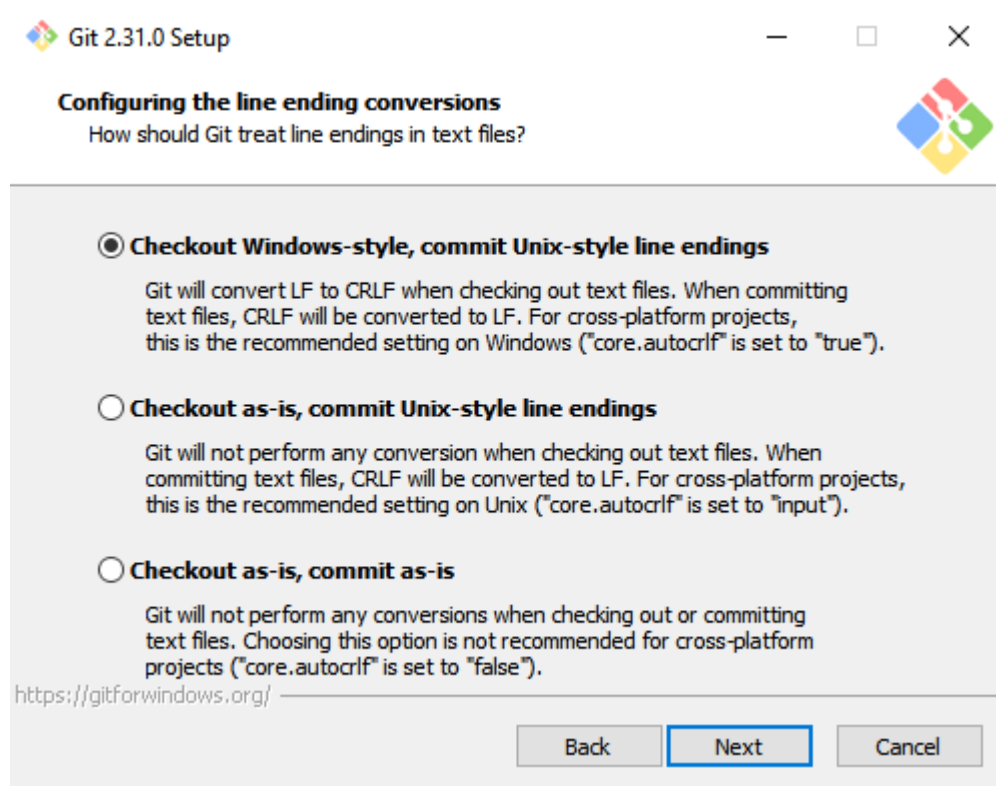 Git 2.31.0 Setup
Configuring the line ending conversions
How should Git treat line endings in text files?
Checkout Windows-style, commit Unix-style line endings
Git will convert LF to CRLF when checking out text files. When committing
text files, CRLF will be converted to LF. For cross-platform projects,
this is the recommended setting on Windows ("core.autocrlf" is set to "true").
Checkout as-is, commit Unix-style line endings
Git will not perform any conversion when checking out text files. When
committing text files, CRLF will be converted to LF. For cross-platform projects,
this is the recommended setting on Unix ("core.autocrlf" is set to "input").
Checkout as-is, commit as-is
Git will not perform any conversions when checking out or committing
text files. Choosing this option is not recommended for cross-platform
projects ("core.autocrlf" is set to "false").
https://gitforwindows.org/
Back
Next
Cancel